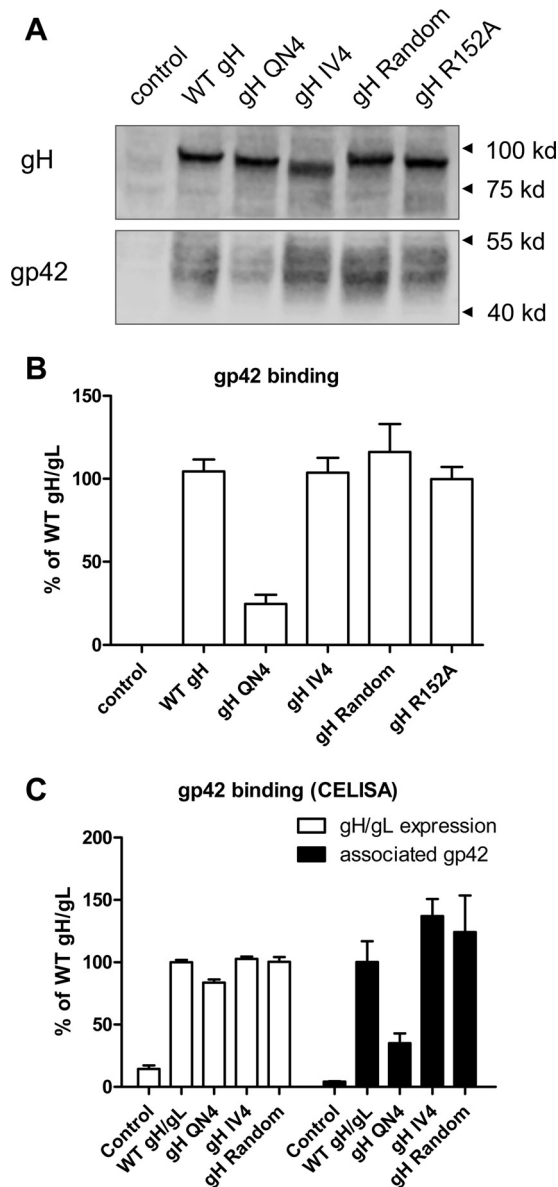 A
control
WT gH
gH QN4
gH IV4
gH Random
gH R152A
gH
100 kd
75 kd
gp42
55 kd
40 kd
B
gp42 binding
% of WT gH/gL
150
100
50
0
control
WT gH
gH QN4
gH IV4
gH Random
gH R152A
C
gp42 binding (CELISA)
gH/gL expression
associated gp42
% of WT gH/gL
200
150
100
50
0
Control
WT gH/gL
gH QN4
gH IV4
gH Random
Control
WT gH/gL
gH QN4
gH IV4
gH Random